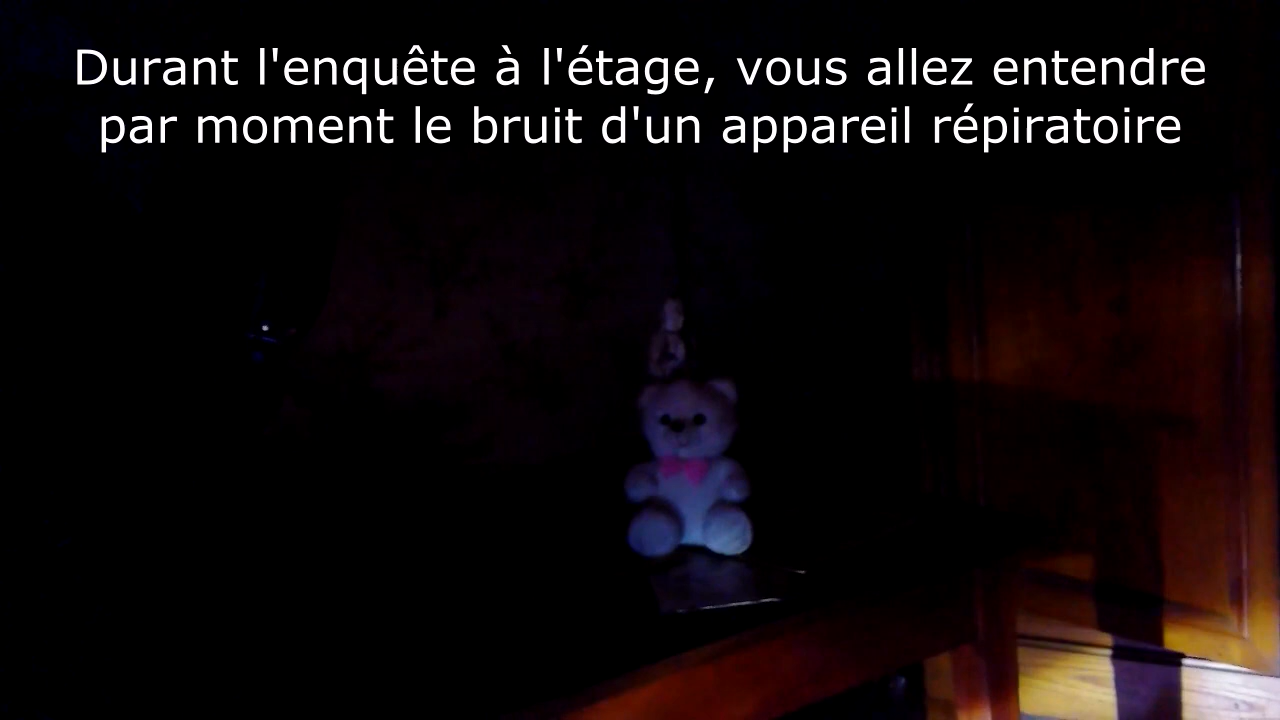 Durant l'enquête à l'étage, vous allez entendre
par moment le bruit d'un appareil répiratoire